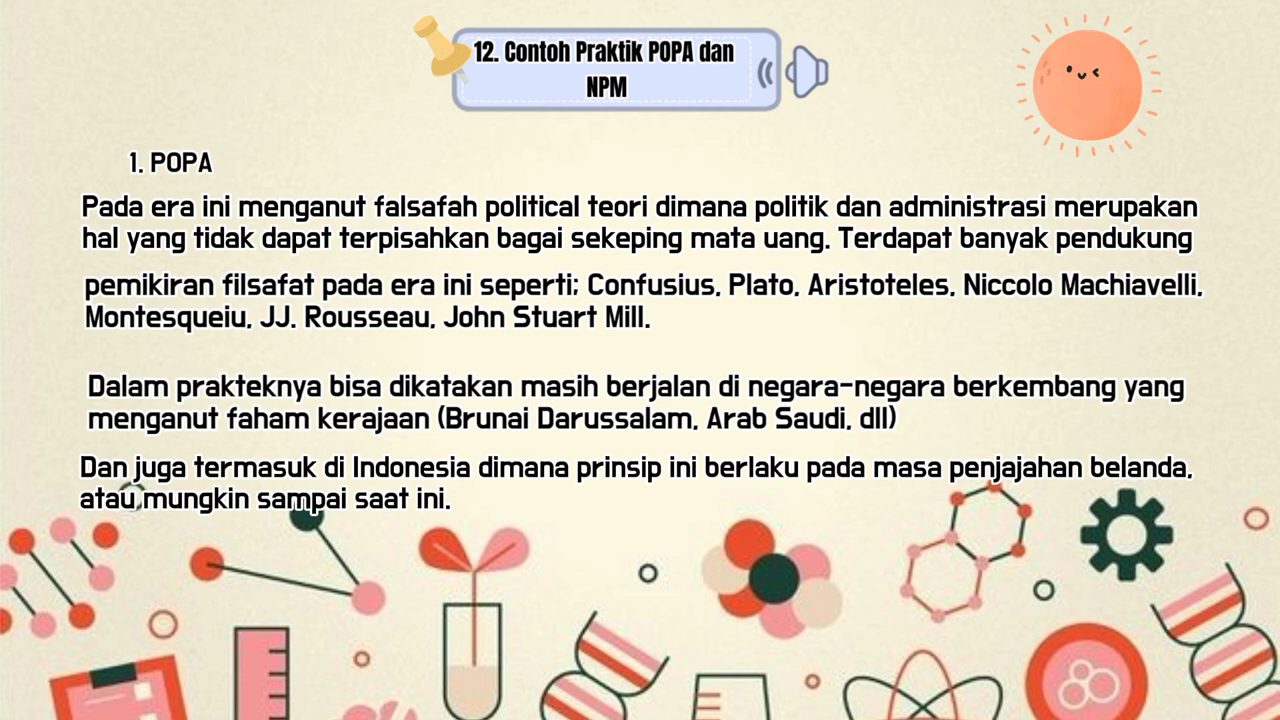 12. Contoh Praktik POPA dan
NPM
1. POPA
Pada era ini menganut falsafah political teori dimana politik dan administrasi merupakan
hal yang tidak dapat terpisahkan bagai sekeping mata uang. Terdapat banyak pendukung
pemikiran filsafat pada era ini seperti; Confusius, Plato, Aristoteles, Niccolo Machiavelli,
Montesqueiu, JJ. Rousseau, John Stuart Mill.
Dalam prakteknya bisa dikatakan masih berjalan di negara-negara berkembang yang
menganut faham kerajaan (Brunai Darussalam, Arab Saudi, dll)
Dan juga termasuk di Indonesia dimana prinsip ini berlaku pada masa penjajahan belanda,
atau mungkin sampai saat ini.